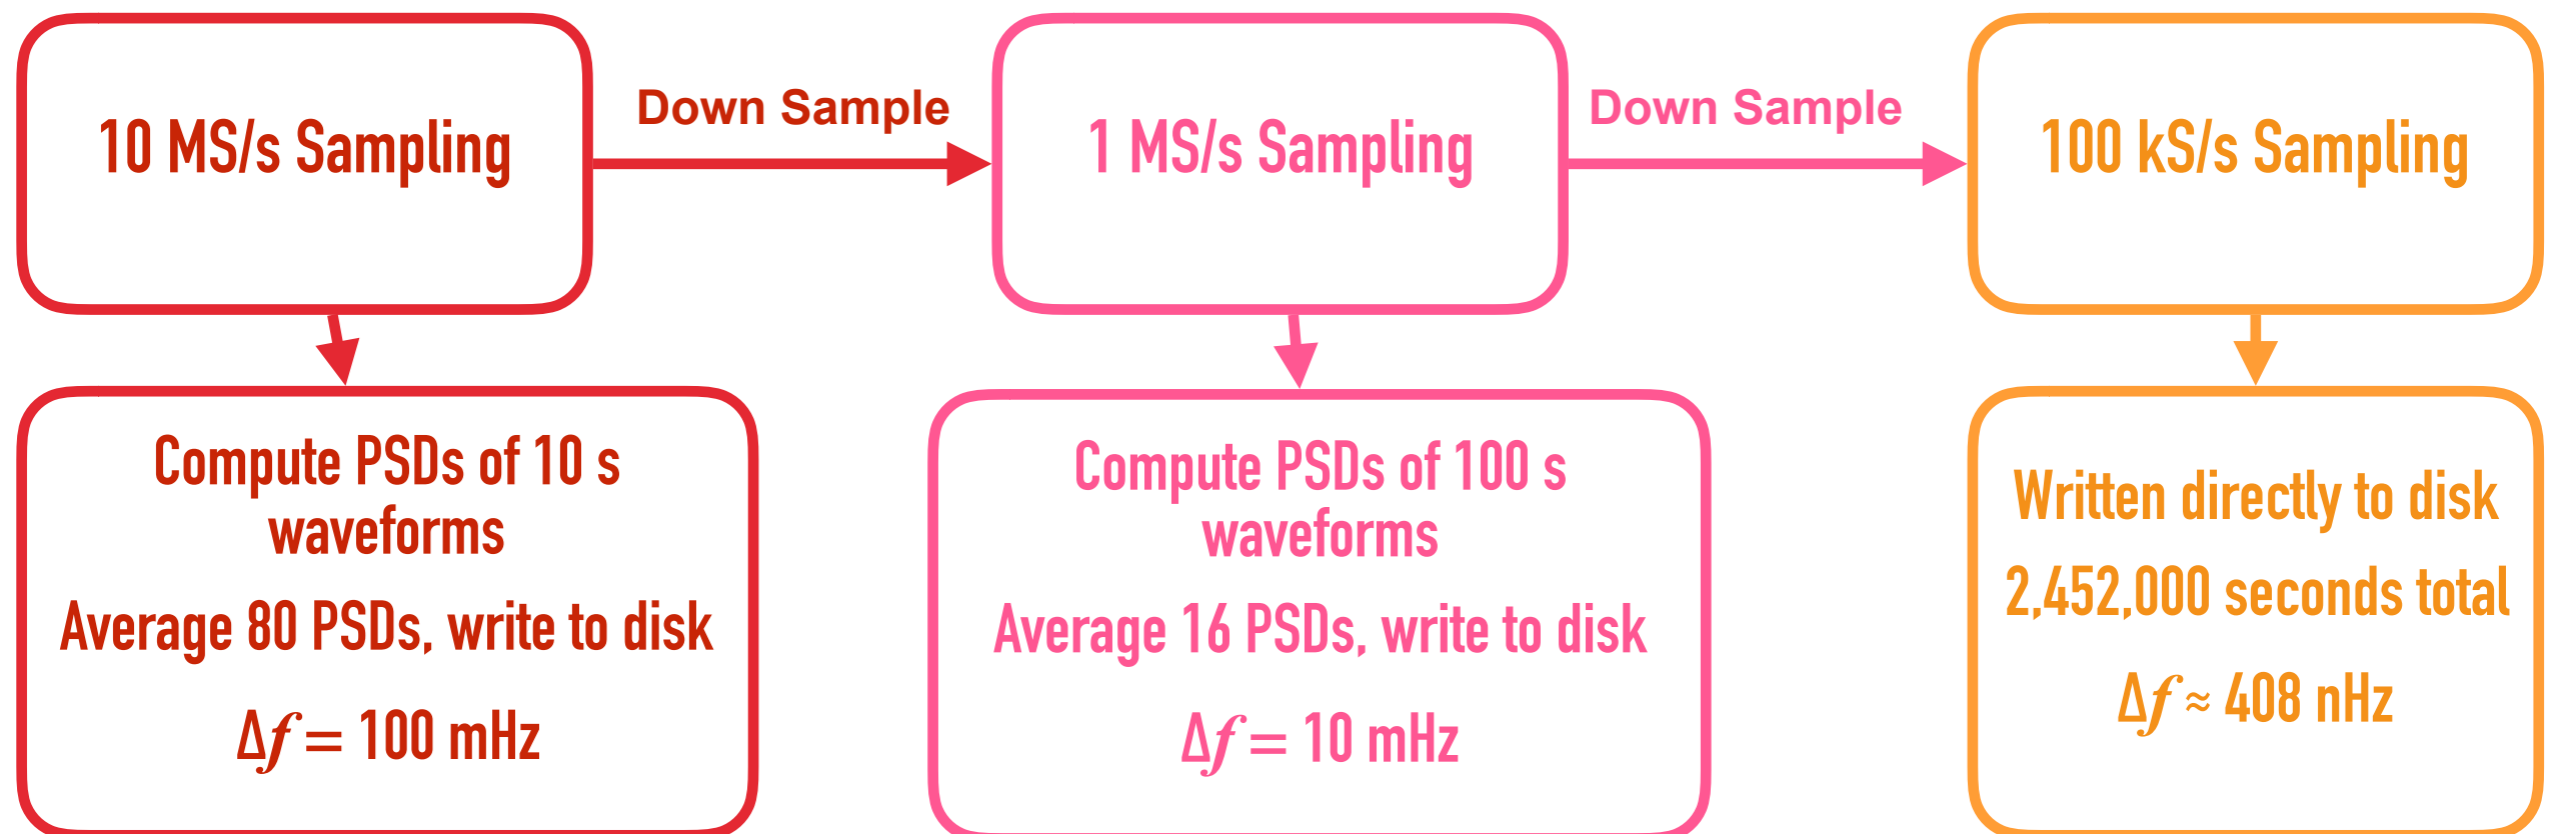 10 MS/s Sampling
Down Sample
1 MS/s Sampling
Down Sample
100 kS/s Sampling
Compute PSDs of 10 s
waveforms
Average 80 PSDs, write to disk
Δf = 100 mHz
Compute PSDs of 100 s
waveforms
Average 16 PSDs, write to disk
Δf = 10 mHz
Written directly to disk
2,452,000 seconds total
Δf ≈ 408 nHz